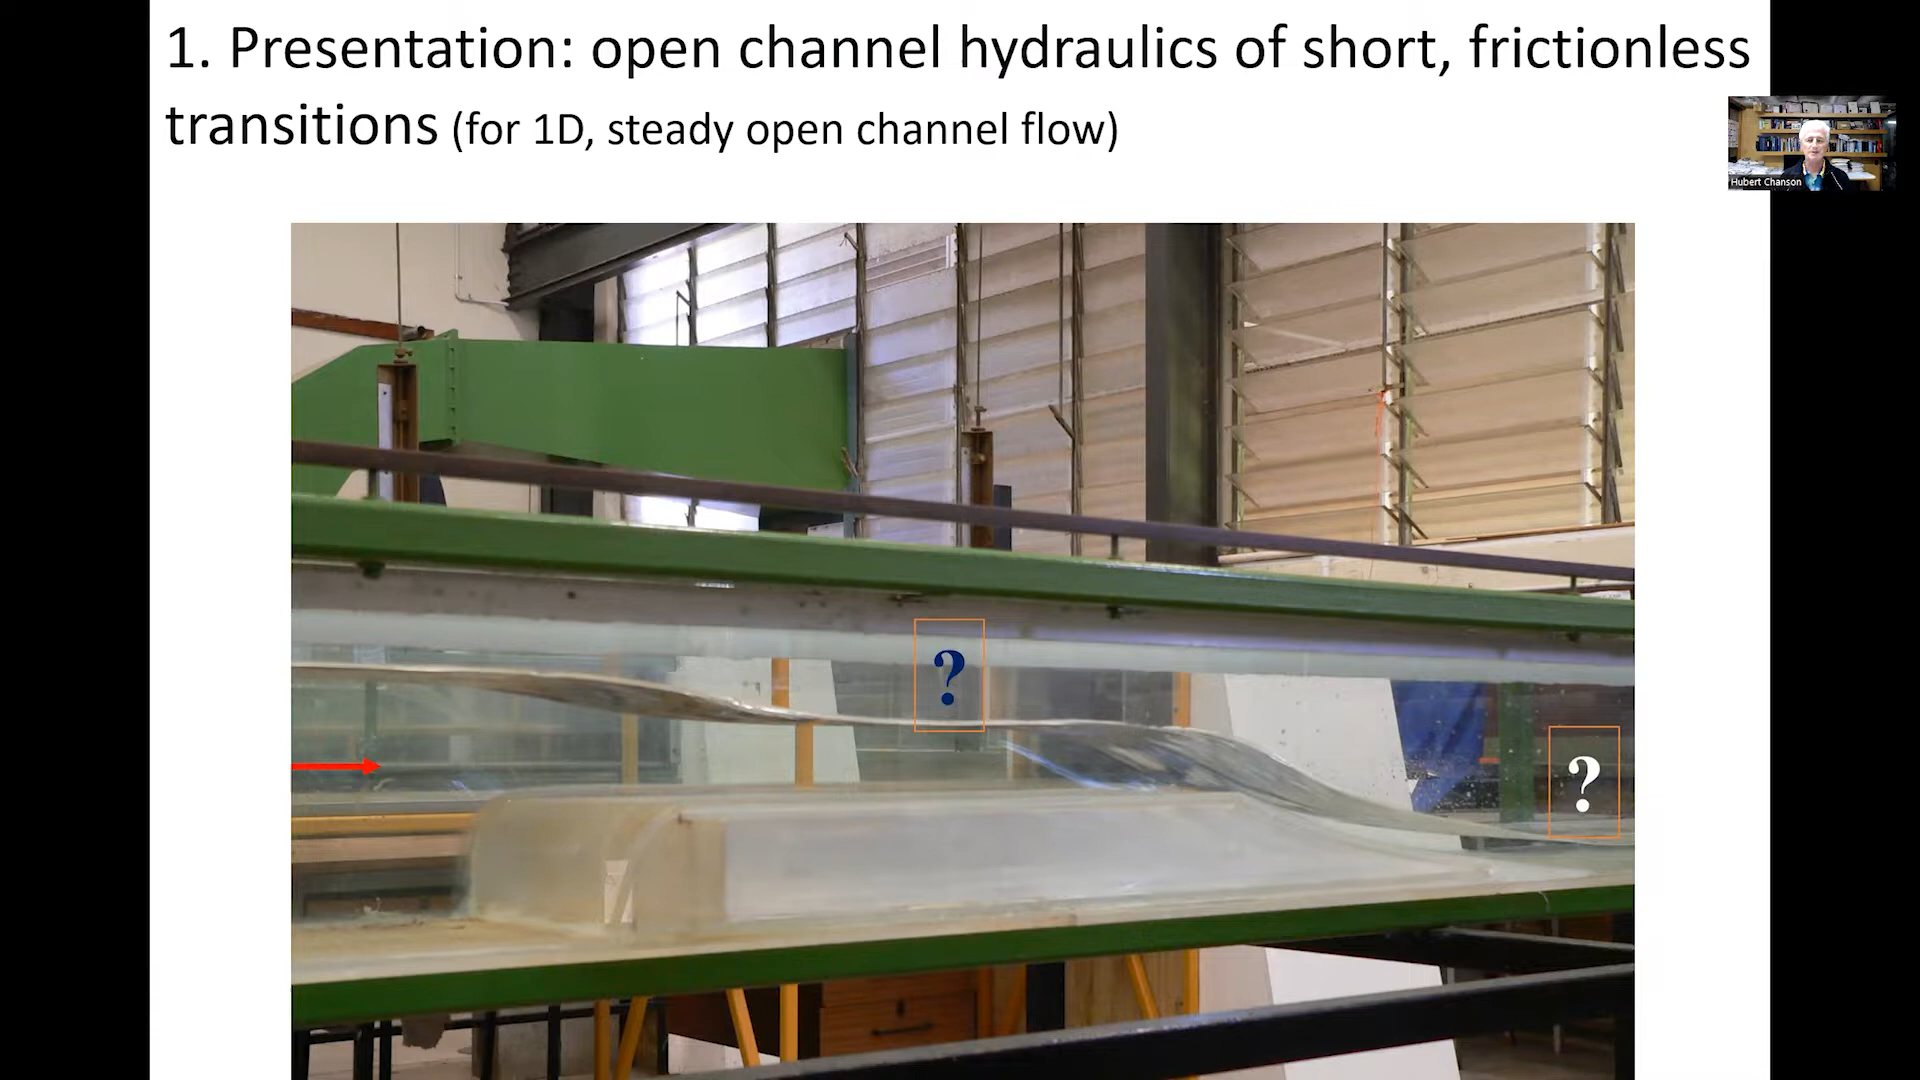 1. Presentation: open channel hydraulics of short, frictionless
transitions (for 1D, steady open channel flow)
Hubert Chanson
?
?